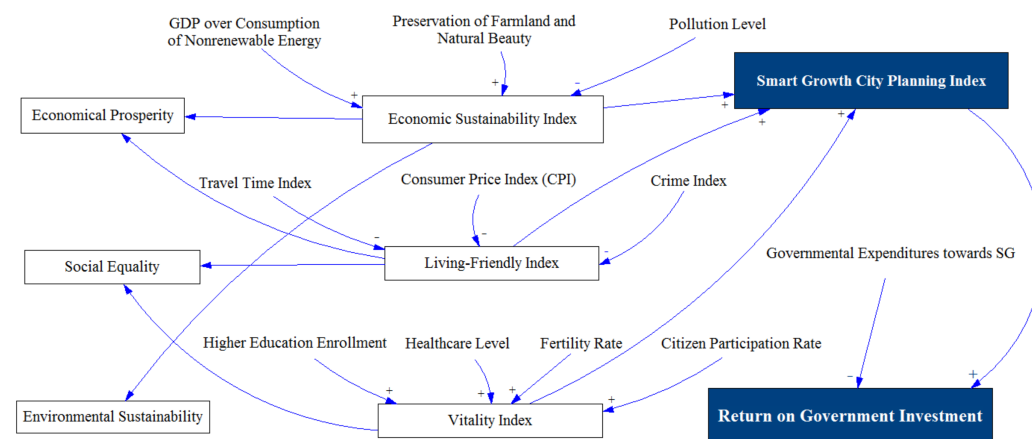 GDP over Consumption
of Nonrenewable Energy
Preservation of Farmland and
Natural Beauty
Pollution Level
Smart Growth City Planning Index
+
+
-
+
+
+
Economical Prosperity
Economic Sustainability Index
Travel Time Index
Consumer Price Index (CPI)
Crime Index
-
-
-
Governmental Expenditures towards SG
Social Equality
Living-Friendly Index
Higher Education Enrollment
Healthcare Level
Fertility Rate
Citizen Participation Rate
-
+
+
+
+
+
Environmental Sustainability
Vitality Index
Return on Government Investment